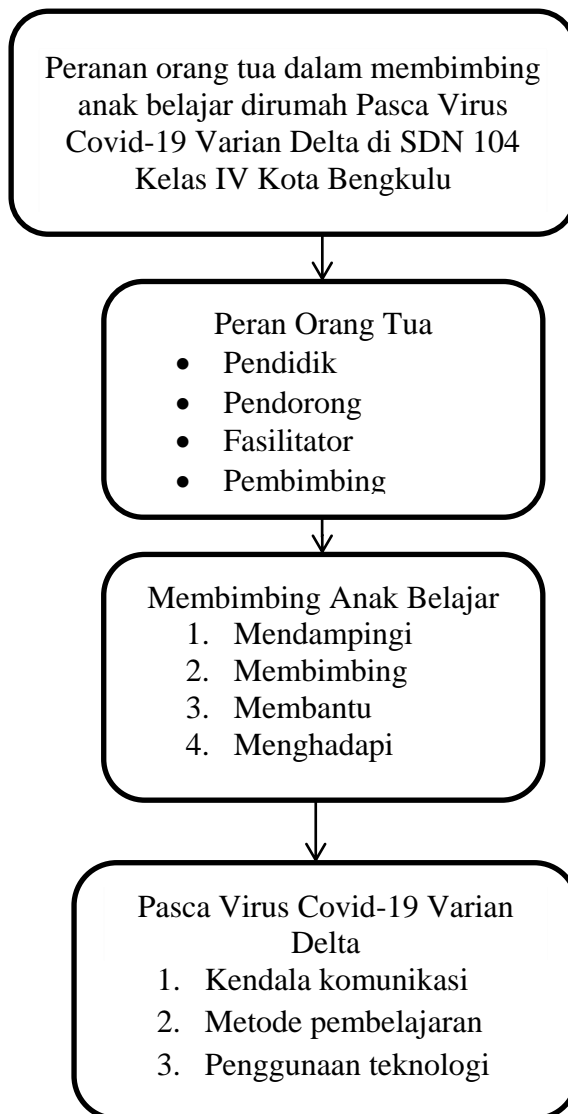 Peranan orang tua dalam membimbing
anak belajar dirumah Pasca Virus
Covid-19 Varian Delta di SDN 104
Kelas IV Kota Bengkulu
Peran Orang Tua
• Pendidik
• Pendorong
• Fasilitator
• Pembimbing
Membimbing Anak Belajar
1. Mendampingi
2. Membimbing
3. Membantu
4. Menghadapi
Pasca Virus Covid-19 Varian
Delta
1. Kendala komunikasi
2. Metode pembelajaran
3. Penggunaan teknologi